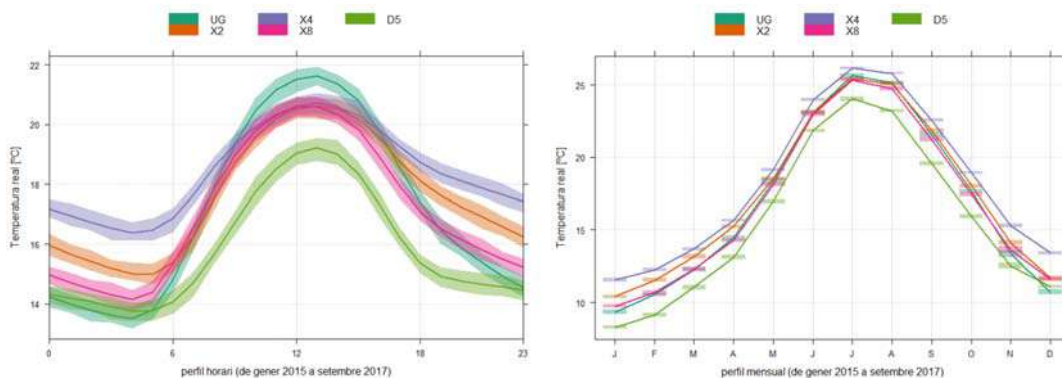 UG X4 D5
X2 X8
Temperatura real [ºC]
22
20
18
16
14
0 6 12 18 23
perfil horari (de gener 2015 a setembre 2017)
UG X4 D5
X2 X8
Temperatura real [ºC]
25
20
15
10
J F M A M J J A S O N D
perfil mensual (de gener 2015 a setembre 2017)